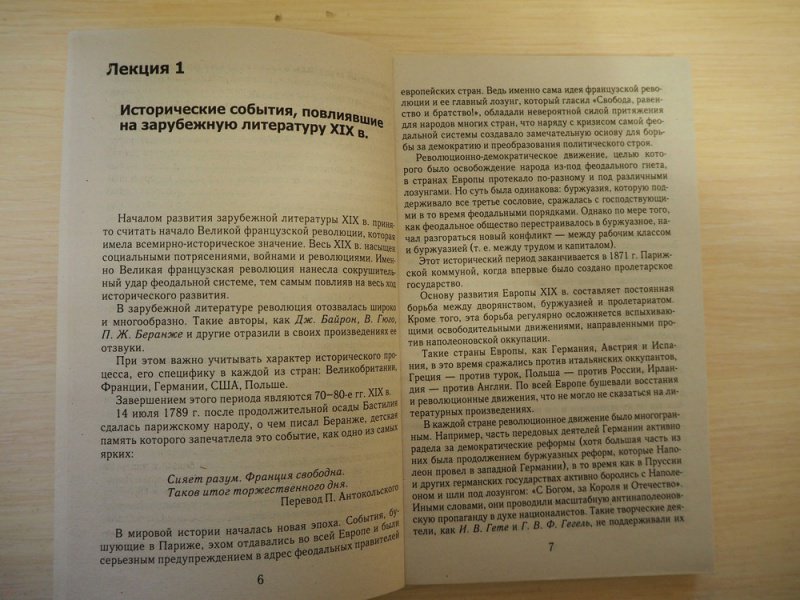 Лекция 1
Исторические события, повлиявшие
на зарубежную литературу XIX в.
Началом развития зарубежной литературы XIX в. приня-
то считать начало Великой французской революции, которая
имела всемирно-историческое значение. Весь XIX в. насыщен
социальными потрясениями, войнами и революциями. Имен-
но Великая французская революция нанесла сокрушитель-
ный удар феодальной системе, тем самым повлияв на весь ход
исторического развития.
В зарубежной литературе революция отозвалась широко
и многообразно. Такие авторы, как Дж. Байрон, В. Гюго,
П. Ж. Беранже и другие отразили в своих произведениях ее
отзвуки.
При этом важно учитывать характер исторического про-
цесса, его специфику в каждой из стран: Великобритании,
Франции, Германии, США, Польше.
Завершением этого периода являются 70—80-е гг. XIX в.
14 июля 1789 г. после продолжительной осады Бастилия
сдалась парижскому народу, о чем писал Беранже, детская
память которого запечатлела это событие, как одно из самых
ярких:
Сияет разум. Франция свободна.
Таков итог торжественного дня.
Перевод П. Антокольского
В мировой истории началась новая эпоха. События, бу-
шующие в Париже, эхом отдавались во всей Европе и были
серьезным предупреждением в адрес феодальных правителей
6
европейских стран. Ведь именно сама идея французской рево-
люции и ее главный лозунг, который гласил «Свобода, равен-
ство и братство!», обладали невероятной силой притяжения
для народов многих стран, что наряду с кризисом самой фео-
дальной системы создавало замечательную основу для борь-
бы за демократию и преобразования политического строя.
Революционно-демократическое движение, целью кото-
рого было освобождение народа из-под феодального гнета,
в странах Европы протекало по-разному и под различными
лозунгами. Но суть была одинакова: буржуазия, которую под-
держивало все третье сословие, сражалась с господствующи-
ми в то время феодальными порядками. Однако по мере того,
как феодальное общество перестраивалось в буржуазное, на-
чал разгораться новый конфликт — между рабочим классом
и буржуазией (т. е. между трудом и капиталом).
Этот исторический период заканчивается в 1871 г. Париж-
ской коммуной, когда впервые было создано пролетарское
государство.
Основу развития Европы XIX в. составляет постоянная
борьба между дворянством, буржуазией и пролетариатом.
Кроме того, эта борьба регулярно осложняется вспыхиваю-
щими освободительными движениями, направленными про-
тив наполеоновской оккупации.
Такие страны Европы, как Германия, Австрия и Испа-
ния, в это время сражались против итальянских оккупантов,
Греция — против турок, Польша — против России, Ирлан-
дия — против Англии. По всей Европе бушевали восстания
и революционные движения, что не могло не сказаться на ли-
тературных произведениях.
В каждой стране революционное движение было многогран-
ным. Например, часть передовых деятелей Германии активно
радела за демократические реформы (хотя большая часть из
них была продолжением буржуазных реформ, которые Напо-
леон провел в западной Германии), в то время как в Пруссии
и других германских государствах активно боролись с Наполе-
оном и шли под лозунгом: «С Богом, за Короля и Отечество».
Иными словами, они проводили масштабную антинаполеонов-
скую пропаганду в духе националистов. Такие творческие дея-
тели, как И. В. Гете и Г. В. Ф. Гегель, не поддерживали их
7